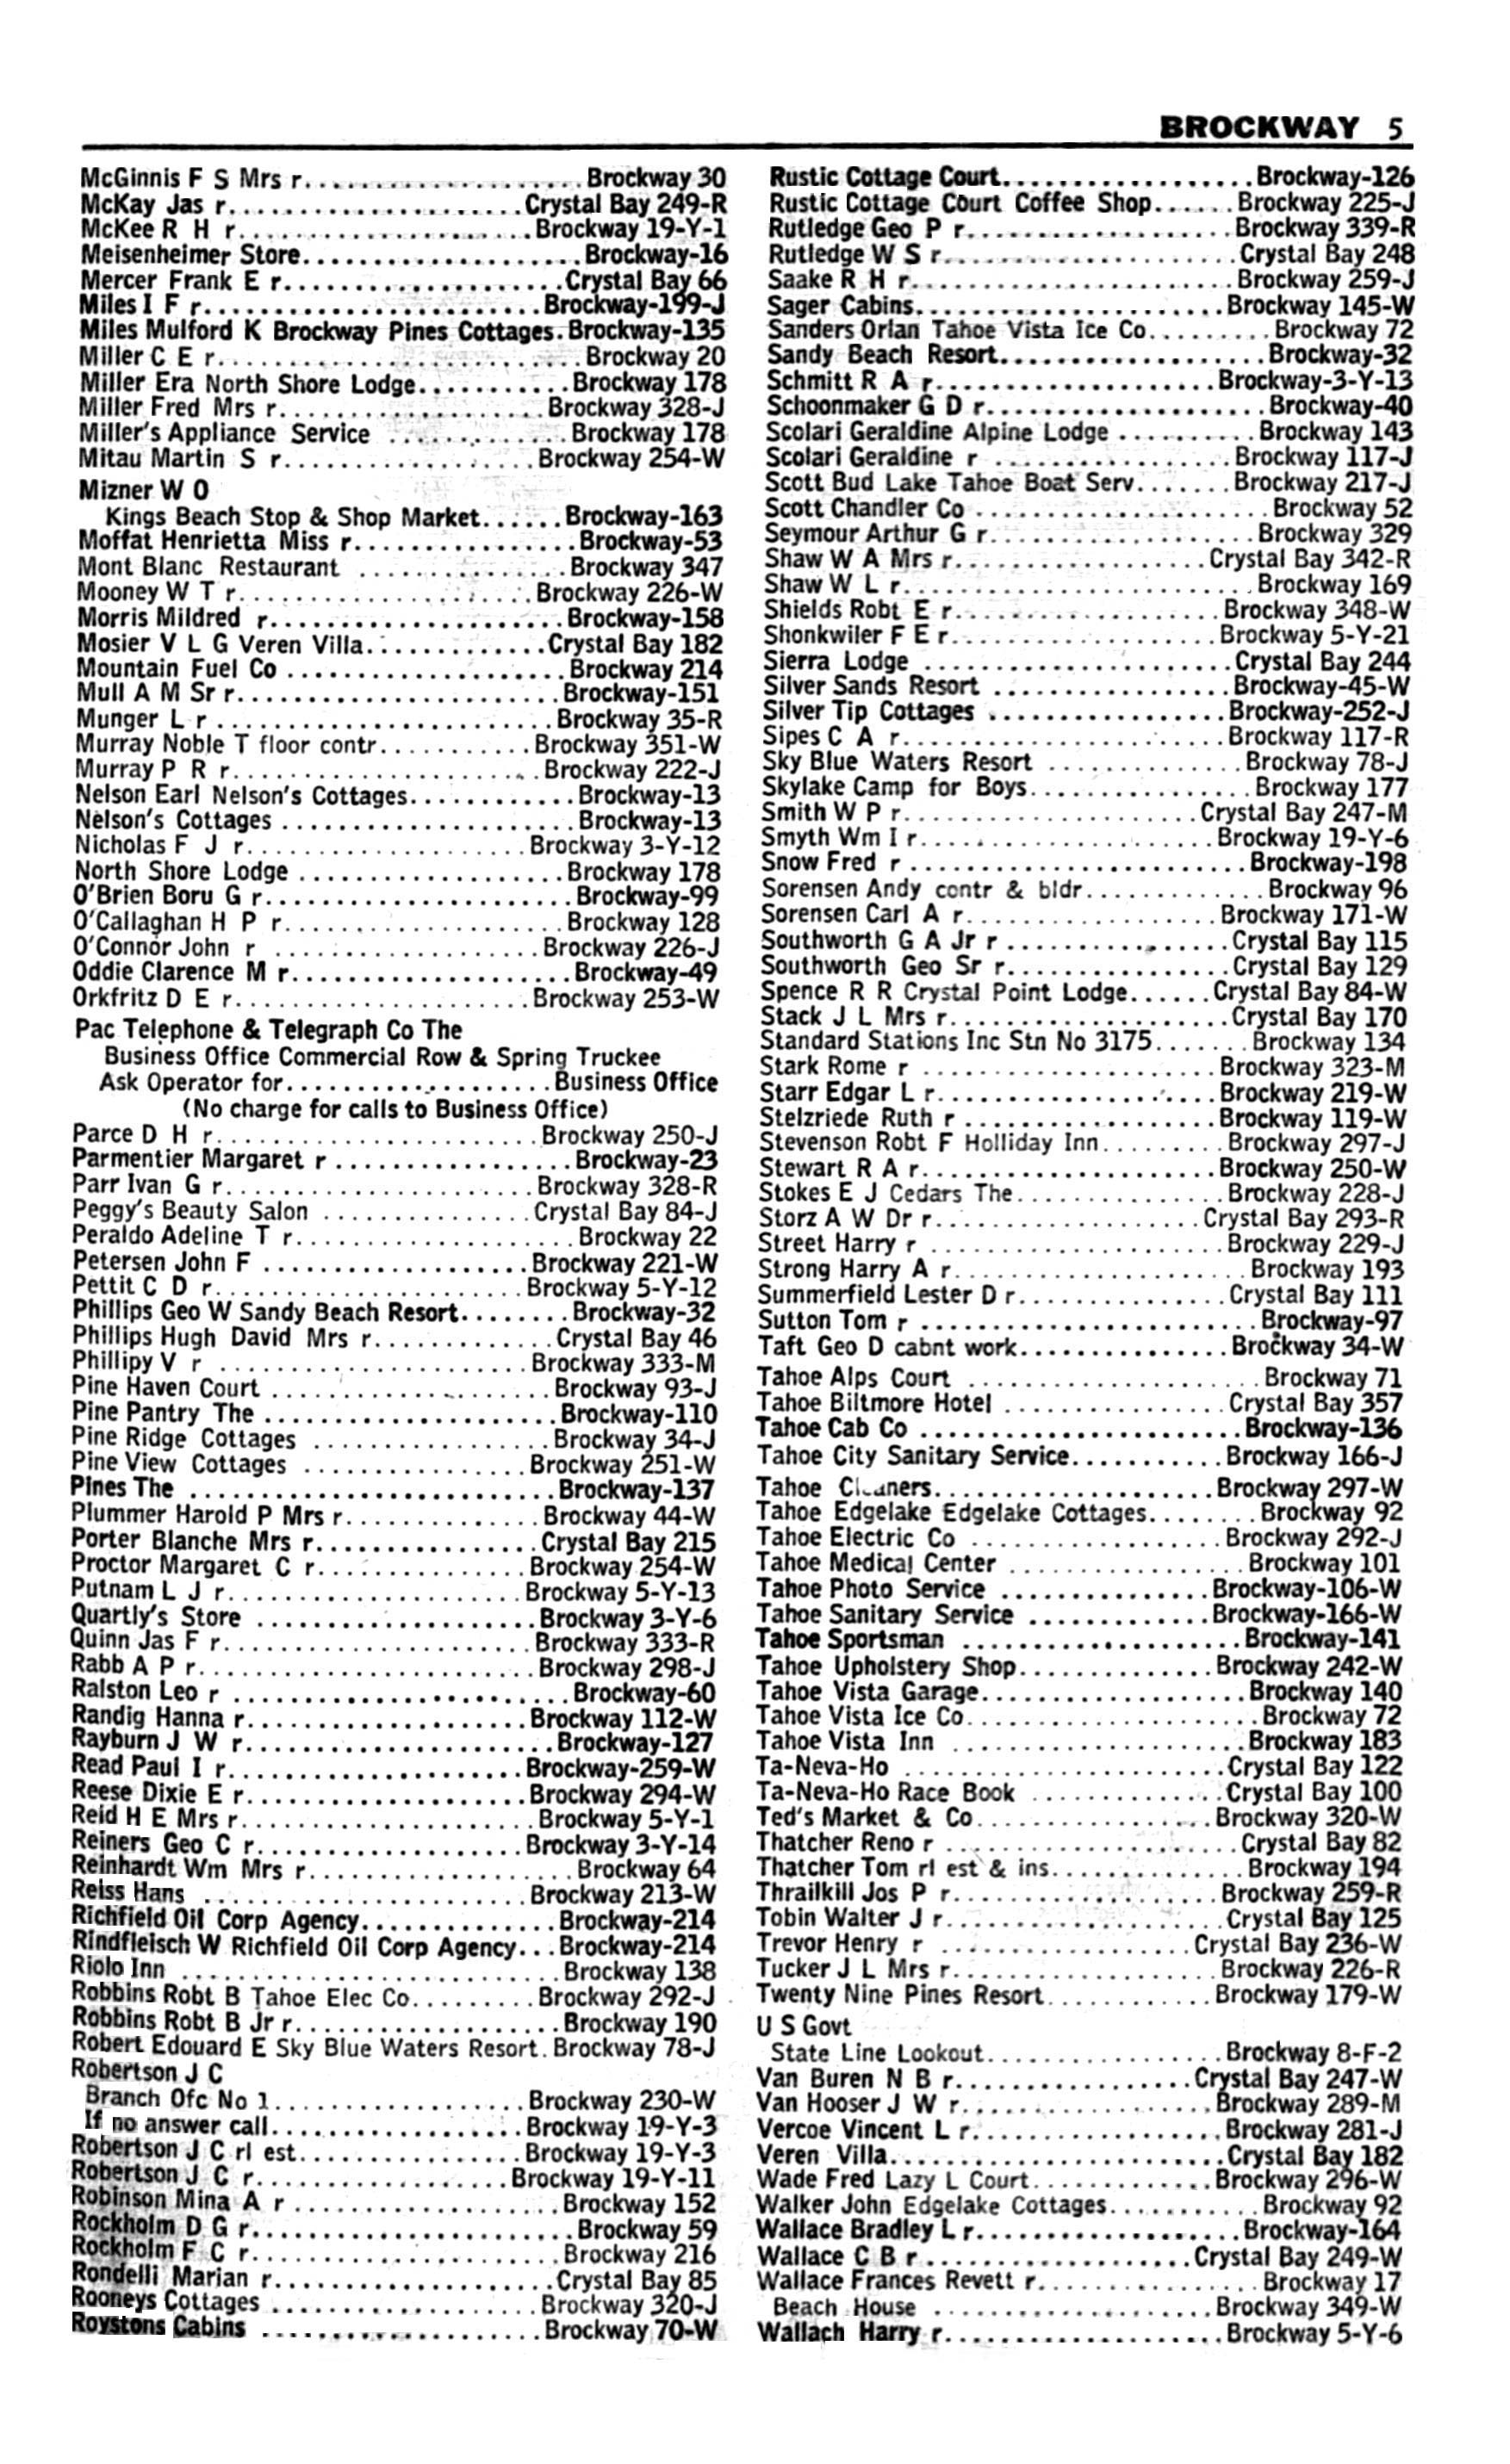 BROCKWAY 5
McGinnis F S Mrs r....................Brockway 30
McKay Jas r.....................Crystal Bay 249-R
McKee R H r.....................Brockway 19-Y-1
Meisenheimer Store....................Brockway-16
Mercer Frank E r....................Crystal Bay 66
Miles I F r........................Brockway-199-J
Miles Mulford K Brockway Pines Cottages.Brockway-135
Miller C E r..........................Brockway 20
Miller Era North Shore Lodge...........Brockway 178
Miller Fred Mrs r...................Brockway 328-J
Miller's Appliance Service .............Brockway 178
Mitau Martin S r..................Brockway 254-W
Mizner W O
Kings Beach Stop & Shop Market......Brockway-163
Moffat Henrietta Miss r................Brockway-53
Mont Blanc Restaurant ...............Brockway 347
Mooney W T r.....................Brockway 226-W
Morris Mildred r.....................Brockway-158
Mosier V L G Veren Villa.............Crystal Bay 182
Mountain Fuel Co ....................Brockway 214
Mull A M Sr r.......................Brockway-151
Munger L r ........................Brockway 35-R
Murray Noble T floor contr...........Brockway 351-W
Murray P R r......................Brockway 222-J
Nelson Earl Nelson's Cottages............Brockway-13
Nelson's Cottages .....................Brockway-13
Nicholas F J r....................Brockway 3-Y-12
North Shore Lodge ...................Brockway 178
O'Brien Boru G r......................Brockway-99
O'Callaghan H P r....................Brockway 128
O'Connor John r ....................Brockway 226-J
Oddie Clarence M r....................Brockway-49
Orkfritz D E r.....................Brockway 253-W
Pac Telephone & Telegraph Co The
Business Office Commercial Row & Spring Truckee
Ask Operator for...................Business Office
(No charge for calls to Business Office)
Parce D H r.......................Brockway 250-J
Parmentier Margaret r .................Brockway-23
Parr Ivan G r......................Brockway 328-R
Peggy's Beauty Salon ...............Crystal Bay 84-J
Peraldo Adeline T r....................Brockway 22
Petersen John F ...................Brockway 221-W
Pettit C D r......................Brockway 5-Y-12
Phillips Geo W Sandy Beach Resort........Brockway-32
Phillips Hugh David Mrs r.............Crystal Bay 46
Phillipy V r ......................Brockway 333-M
Pine Haven Court ....................Brockway 93-J
Pine Pantry The .....................Brockway-110
Pine Ridge Cottages .................Brockway 34-J
Pine View Cottages ................Brockway 251-W
Pines The ..........................Brockway-137
Plummer Harold P Mrs r..............Brockway 44-W
Porter Blanche Mrs r................Crystal Bay 215
Proctor Margaret C r...............Brockway 254-W
Putnam L J r.....................Brockway 5-Y-13
Quartly's Store ....................Brockway 3-Y-6
Quinn Jas F r......................Brockway 333-R
Rabb A P r........................Brockway 298-J
Ralston Leo r ........................Brockway-60
Randig Hanna r....................Brockway 112-W
Rayburn J W r......................Brockway-127
Read Paul I r.....................Brockway-259-W
Reese Dixie E r....................Brockway 294-W
Reid H E Mrs r.....................Brockway 5-Y-1
Reiners Geo C r...................Brockway 3-Y-14
Reinhardt Wm Mrs r...................Brockway 64
Reiss Hans .......................Brockway 213-W
Richfield Oil Corp Agency..............Brockway-214
Rindfleisch W Richfield Oil Corp Agency...Brockway-214
Riolo Inn ...........................Brockway 138
Robbins Robt B Tahoe Elec Co.........Brockway 292-J
Robbins Robt B Jr r...................Brockway 190
Robert Edouard E Sky Blue Waters Resort.Brockway 78-J
Robertson J C
Branch Ofc No 1..................Brockway 230-W
If no answer call..................Brockway 19-Y-3
Robertson J C rl est................Brockway 19-Y-3
Robertson J C r..................Brockway 19-Y-11
Robinson Mina A r ...................Brockway 152
Rockholm D G r.......................Brockway 59
Rockholm F C r......................Brockway 216
Rondelli Marian r....................Crystal Bay 85
Rooneys Cottages ...................Brockway 320-J
Roystons Cabins ....................Brockway 70-W
Rustic Cottage Court..................Brockway-126
Rustic Cottage Court Coffee Shop......Brockway 225-J
Rutledge Geo P r...................Brockway 339-R
Rutledge W S r.....................Crystal Bay 248
Saake R H r.......................Brockway 259-J
Sager Cabins......................Brockway 145-W
Sanders Orlan Tahoe Vista Ice Co.........Brockway 72
Sandy Beach Resort...................Brockway-32
Schmitt R A r....................Brockway-3-Y-13
Schoonmaker G D r....................Brockway-40
Scolari Geraldine Alpine Lodge ..........Brockway 143
Scolari Geraldine r .................Brockway 117-J
Scott Bud Lake Tahoe Boat Serv.......Brockway 217-J
Scott Chandler Co .....................Brockway 52
Seymour Arthur G r...................Brockway 329
Shaw W A Mrs r..................Crystal Bay 342-R
Shaw W L r.........................Brockway 169
Shields Robt E r...................Brockway 348-W
Shonkwiler F E r...................Brockway 5-Y-21
Sierra Lodge ......................Crystal Bay 244
Silver Sands Resort .................Brockway-45-W
Silver Tip Cottages .................Brockway-252-J
Sipes C A r.......................Brockway 117-R
Sky Blue Waters Resort ..............Brockway 78-J
Skylake Camp for Boys................Brockway 177
Smith W P r.....................Crystal Bay 247-M
Smyth Wm I r.....................Brockway 19-Y-6
Snow Fred r ........................Brockway-198
Sorensen Andy contr & bldr.............Brockway 96
Sorensen Carl A r..................Brockway 171-W
Southworth G A Jr r ................Crystal Bay 115
Southworth Geo Sr r................Crystal Bay 129
Spence R R Crystal Point Lodge......Crystal Bay 84-W
Stack J L Mrs r....................Crystal Bay 170
Standard Stations Inc Stn No 3175.......Brockway 134
Stark Rome r .....................Brockway 323-M
Starr Edgar L r....................Brockway 219-W
Stelzriede Ruth r ..................Brockway 119-W
Stevenson Robt F Holliday Inn.........Brockway 297-J
Stewart R A r.....................Brockway 250-W
Stokes E J Cedars The...............Brockway 228-J
Storz A W Dr r...................Crystal Bay 293-R
Street Harry r .....................Brockway 229-J
Strong Harry A r.....................Brockway 193
Summerfield Lester D r...............Crystal Bay 111
Sutton Tom r ........................Brockway-97
Taft Geo D cabnt work...............Brockway 34-W
Tahoe Alps Court .....................Brockway 71
Tahoe Biltmore Hotel ................Crystal Bay 357
Tahoe Cab Co .......................Brockway-136
Tahoe City Sanitary Service...........Brockway 166-J
Tahoe Cleaners....................Brockway 297-W
Tahoe Edgelake Edgelake Cottages........Brockway 92
Tahoe Electric Co ..................Brockway 292-J
Tahoe Medical Center .................Brockway 101
Tahoe Photo Service ...............Brockway-106-W
Tahoe Sanitary Service .............Brockway-166-W
Tahoe Sportsman ....................Brockway-141
Tahoe Upholstery Shop..............Brockway 242-W
Tahoe Vista Garage...................Brockway 140
Tahoe Vista Ice Co.....................Brockway 72
Tahoe Vista Inn .....................Brockway 183
Ta-Neva-Ho .......................Crystal Bay 122
Ta-Neva-Ho Race Book ..............Crystal Bay 100
Ted's Market & Co.................Brockway 320-W
Thatcher Reno r .....................Crystal Bay 82
Thatcher Tom rl est & ins..............Brockway 194
Thrailkill Jos P r...................Brockway 259-R
Tobin Walter J r....................Crystal Bay 125
Trevor Henry r ..................Crystal Bay 236-W
Tucker J L Mrs r...................Brockway 226-R
Twenty Nine Pines Resort............Brockway 179-W
U S Govt
State Line Lookout.................Brockway 8-F-2
Van Buren N B r.................Crystal Bay 247-W
Van Hooser J W r..................Brockway 289-M
Vercoe Vincent L r..................Brockway 281-J
Veren Villa........................Crystal Bay 182
Wade Fred Lazy L Court.............Brockway 296-W
Walker John Edgelake Cottages...........Brockway 92
Wallace Bradley L r...................Brockway-164
Wallace C B r...................Crystal Bay 249-W
Wallace Frances Revett r................Brockway 17
Beach House ....................Brockway 349-W
Wallach Harry r....................Brockway 5-Y-6